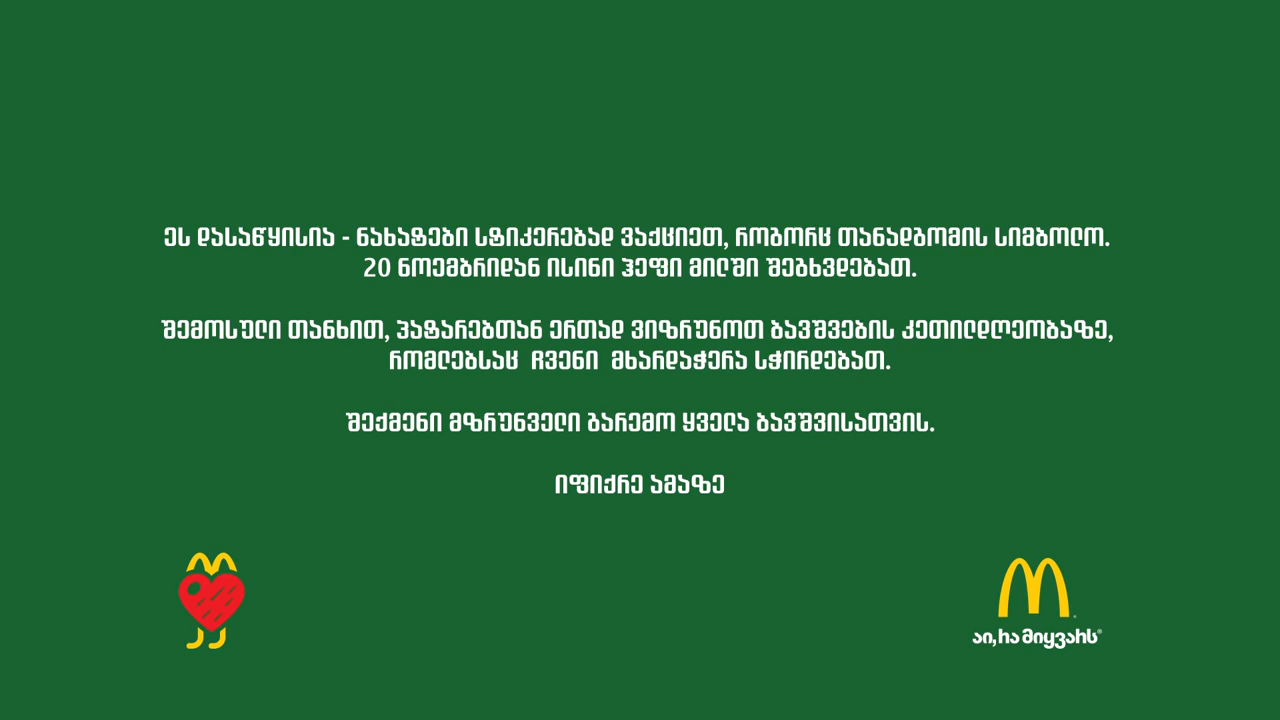 ეს დასაწყისია - ნახატები სტიკერებად ვაქციეთ, როგორც თანადგომის სიმბოლო.
20 ნოემბრიდან ისინი ჰეფი მილში შეგხვდებათ.
შემოსული თანხით, პატარებთან ერთად ვიზრუნოთ ბავშვების კეთილდღეობაზე,
რომლებსაც ჩვენი მხარდაჭერა სჭირდებათ.
შექმენი მზრუნველი გარემო ყველა ბავშვისათვის.
იფიქრე ამაზე
აი, რა მიყვარს®